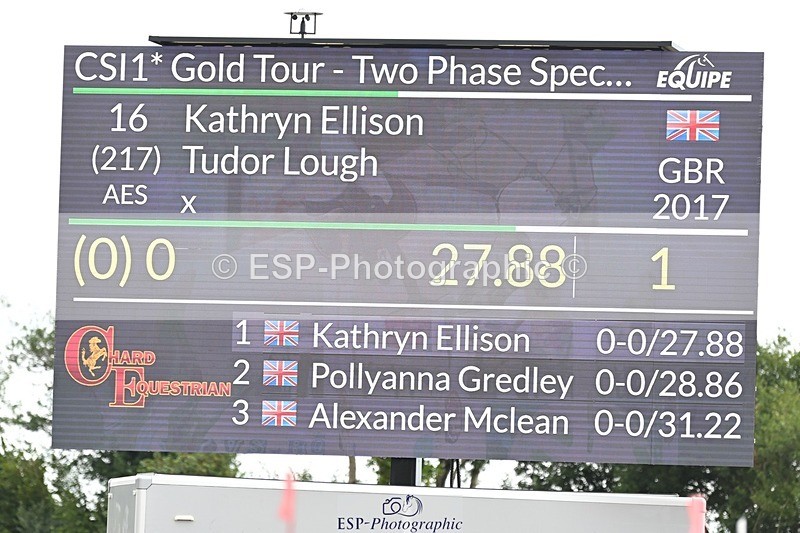 CSI1* Gold Tour - Two Phase Spec... EQUIPE
16 Kathryn Ellison
(217) Tudor Lough GBR
AES x 2017
(0) 0 27.88 1
© ESP-Photographic ©
1 Kathryn Ellison 0-0/27.88
CHARD EQUESTRIAN
2 Pollyanna Gredley 0-0/28.86
3 Alexander Mclean 0-0/31.22
ESP-Photographic